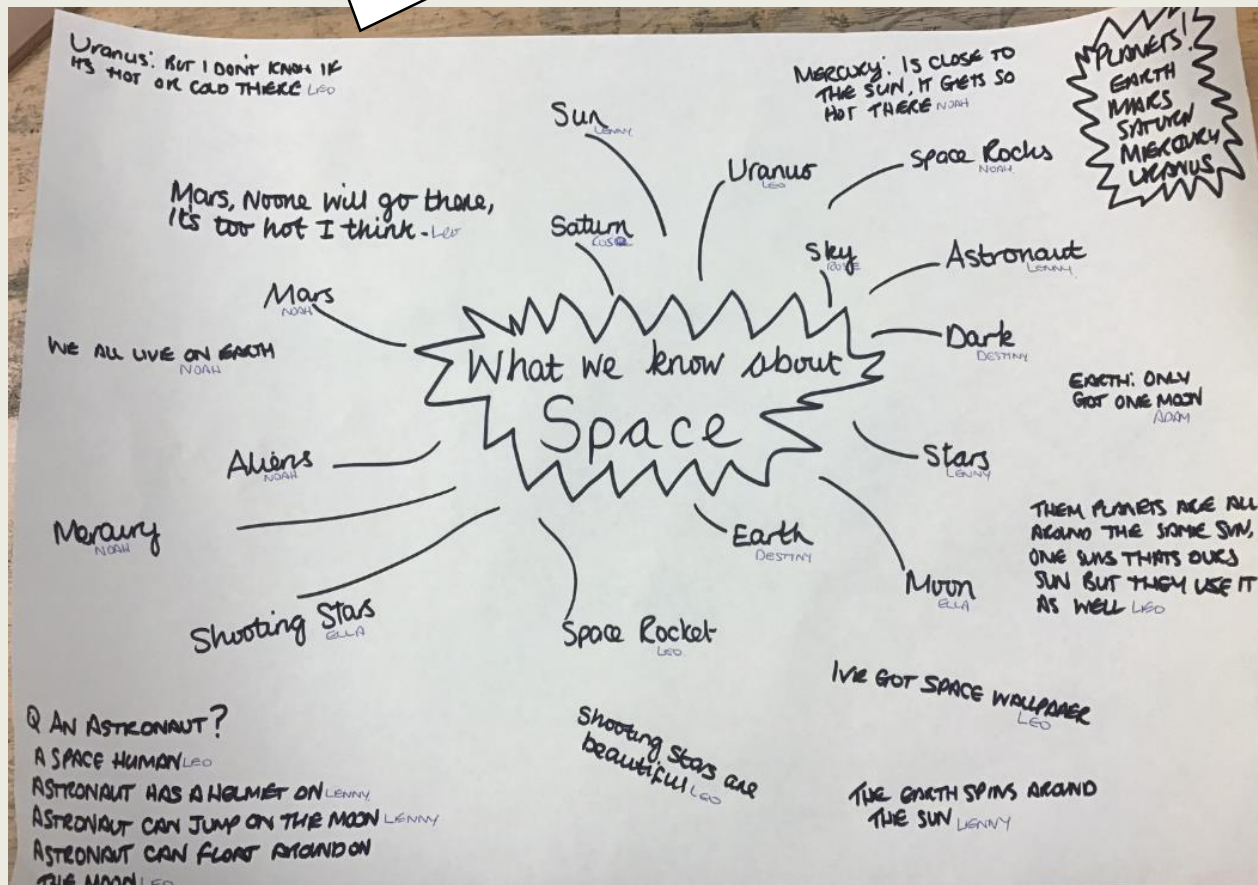 Uranus: But I DON'T KNOW IF
IT'S HOT OR COLD THERE LEO
MERCURY: IS CLOSE TO
THE SUN, IT GETS SO
HOT THERE NOAH
PLANETS!
EARTH
MARS
SATURN
MERCURY
URANUS
Sun
LENNY
Uranus
LEO
Space Rocks
NOAH
Mars, Noone will go there,
It's too hot I think - Leo
Saturn
Sky
Astronaut
LENNY
Mars
NOAH
Dark
DESTINY
WE ALL LIVE ON EARTH
NOAH
What we know about
Space
EARTH: ONLY
GOT ONE MOON
ADAM
Aliens
NOAH
Stars
LENNY
Mercury
NOAH
Earth
DESTINY
THEM PLANETS ARE ALL
AROUND THE SAME SUN,
ONE SUNS THATS OURS
SUN BUT THEY USE IT
AS WELL LEO
Moon
ELLA
Shooting Stars
ELLA
Space Rocket
LEO
IVE GOT SPACE WALLPAPER
LEO
Shooting stars are
beautiful LEO
Q AN ASTRONAUT?
A SPACE HUMAN LEO
ASTRONAUT HAS A HELMET ON LENNY
ASTRONAUT CAN JUMP ON THE MOON LENNY
ASTRONAUT CAN FLOAT AROUND ON
THE MOON LEO
THE EARTH SPINS AROUND
THE SUN LENNY